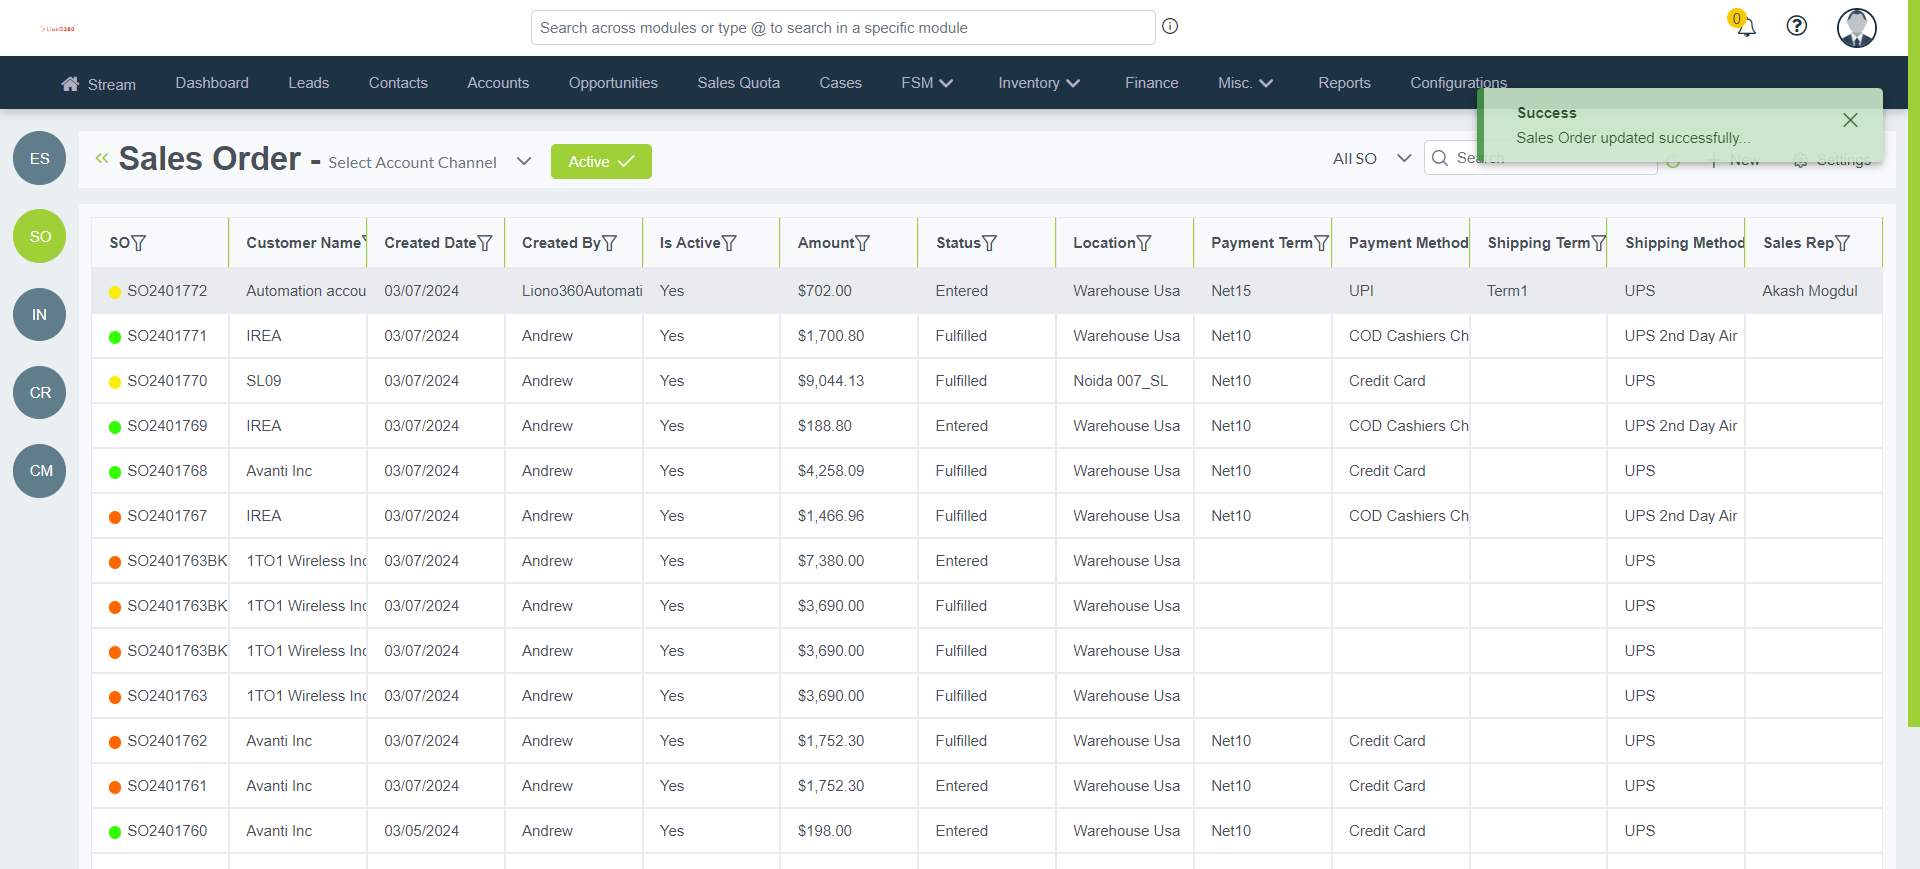 Search across modules or type @ to search in a specific module
0
Stream Dashboard Leads Contacts Accounts Opportunities Sales Quota Cases FSM Inventory Finance Misc. Reports Configurations
Success
Sales Order updated successfully...
ES
SO
IN
CR
CM
Sales Order - Select Account Channel Active All SO Search New Settings
SO Customer Name Created Date Created By Is Active Amount Status Location Payment Term Payment Method Shipping Term Shipping Method Sales Rep
SO2401772 Automation accou 03/07/2024 Liono360Automati Yes $702.00 Entered Warehouse Usa Net15 UPI Term1 UPS Akash Mogdul
SO2401771 IREA 03/07/2024 Andrew Yes $1,700.80 Fulfilled Warehouse Usa Net10 COD Cashiers Ch UPS 2nd Day Air
SO2401770 SL09 03/07/2024 Andrew Yes $9,044.13 Fulfilled Noida 007_SL Net10 Credit Card UPS
SO2401769 IREA 03/07/2024 Andrew Yes $188.80 Entered Warehouse Usa Net10 COD Cashiers Ch UPS 2nd Day Air
SO2401768 Avanti Inc 03/07/2024 Andrew Yes $4,258.09 Fulfilled Warehouse Usa Net10 Credit Card UPS
SO2401767 IREA 03/07/2024 Andrew Yes $1,466.96 Fulfilled Warehouse Usa Net10 COD Cashiers Ch UPS 2nd Day Air
SO2401763BK 1TO1 Wireless Inc 03/07/2024 Andrew Yes $7,380.00 Entered Warehouse Usa UPS
SO2401763BK 1TO1 Wireless Inc 03/07/2024 Andrew Yes $3,690.00 Fulfilled Warehouse Usa UPS
SO2401763BK 1TO1 Wireless Inc 03/07/2024 Andrew Yes $3,690.00 Fulfilled Warehouse Usa UPS
SO2401763 1TO1 Wireless Inc 03/07/2024 Andrew Yes $3,690.00 Fulfilled Warehouse Usa UPS
SO2401762 Avanti Inc 03/07/2024 Andrew Yes $1,752.30 Fulfilled Warehouse Usa Net10 Credit Card UPS
SO2401761 Avanti Inc 03/07/2024 Andrew Yes $1,752.30 Entered Warehouse Usa Net10 Credit Card UPS
SO2401760 Avanti Inc 03/05/2024 Andrew Yes $198.00 Entered Warehouse Usa Net10 Credit Card UPS